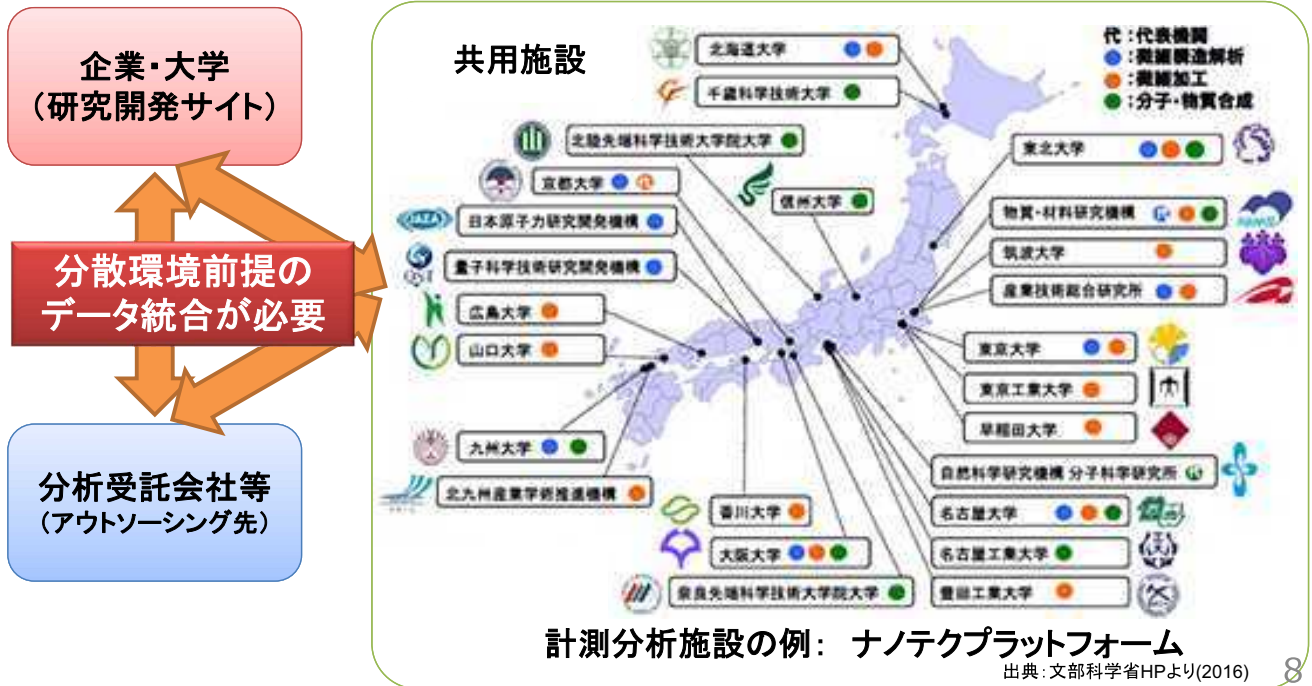 企業・大学
(研究開発サイト)
分散環境前提の
データ統合が必要
分析受託会社等
(アウトソーシング先)
共用施設
代:代表機関
:微細構造解析
:微細加工
:分子・物質合成
北海道大学
千歳科学技術大学
北陸先端科学技術大学院大学
東北大学
京都大学 代
信州大学
日本原子力研究開発機構
物質・材料研究機構
量子科学技術研究開発機構
QST
筑波大学
産業技術総合研究所
広島大学
山口大学
東京大学
東京工業大学
早稲田大学
九州大学
自然科学研究機構 分子科学研究所 代
北九州産業学術推進機構
香川大学
名古屋大学
大阪大学
名古屋工業大学
奈良先端科学技術大学院大学
豊田工業大学
計測分析施設の例: ナノテクプラットフォーム
出典:文部科学省HPより(2016)
8